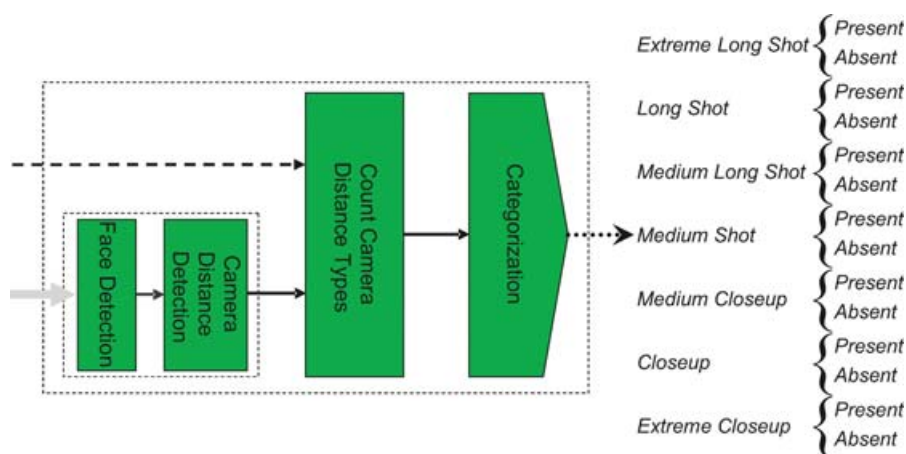 Face Detection
Camera
Distance
Detection
Count Camera
Distance Types
Categorization
Extreme Long Shot
Present
Absent
Long Shot
Present
Absent
Medium Long Shot
Present
Absent
Medium Shot
Present
Absent
Medium Closeup
Present
Absent
Closeup
Present
Absent
Extreme Closeup
Present
Absent